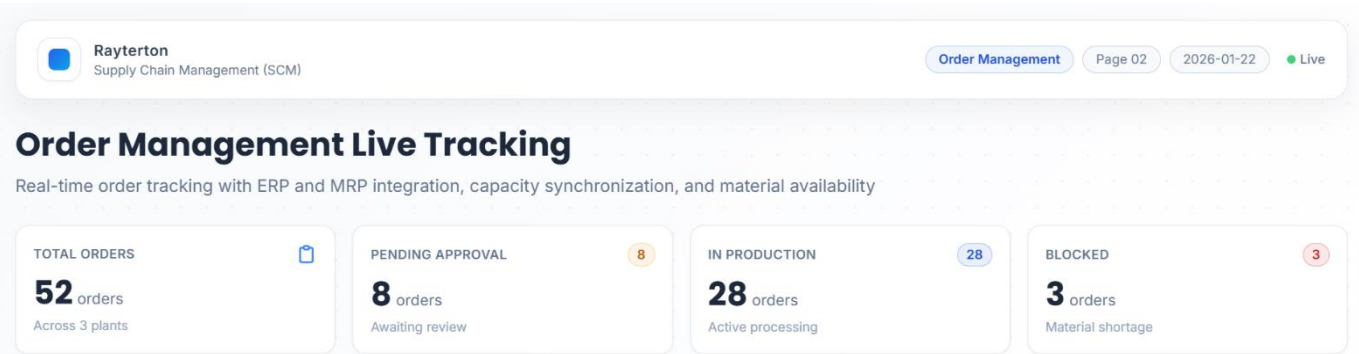 Rayterton
Supply Chain Management (SCM)
Order Management
Page 02
2026-01-22
Live
Order Management Live Tracking
Real-time order tracking with ERP and MRP integration, capacity synchronization, and material availability
TOTAL ORDERS
52 orders
Across 3 plants
PENDING APPROVAL
8
8 orders
Awaiting review
IN PRODUCTION
28
28 orders
Active processing
BLOCKED
3
3 orders
Material shortage